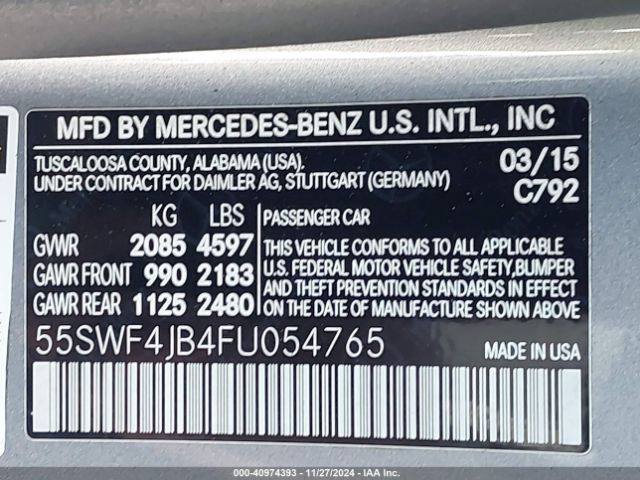 MFD BY MERCEDES-BENZ U.S. INTL., INC
TUSCALOOSA COUNTY, ALABAMA (USA). 03/15
UNDER CONTRACT FOR DAIMLER AG, STUTTGART (GERMANY) C792
KG LBS PASSENGER CAR
GVWR 2085 4597 THIS VEHICLE CONFORMS TO ALL APPLICABLE
GAWR FRONT 990 2183 U.S. FEDERAL MOTOR VEHICLE SAFETY,BUMPER
GAWR REAR 1125 2480 AND THEFT PREVENTION STANDARDS IN EFFECT
ON THE DATE OF MANUFACTURE SHOWN ABOVE.
55SWF4JB4FU054765 MADE IN USA
000-40974393 - 11/27/2024 - IAA Inc.